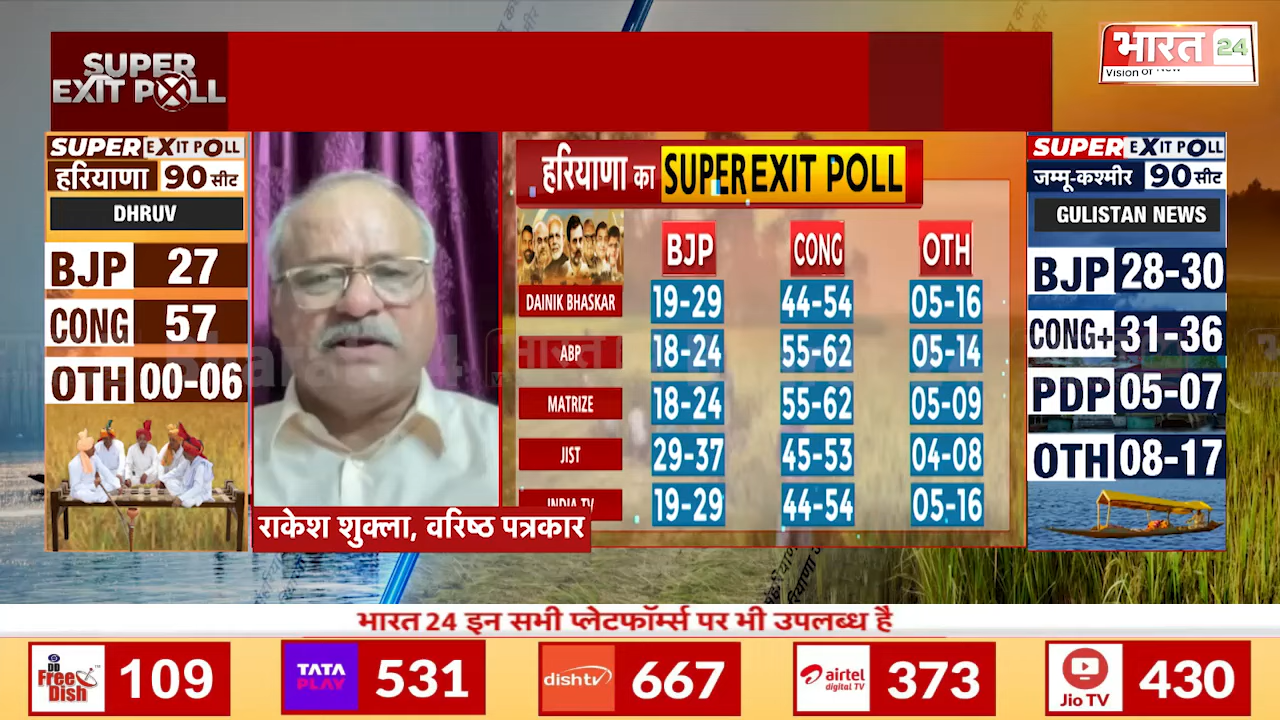 SUPER
EXIT POLL
भारत 24
Vision of New
SUPER EXIT POLL
हरियाणा 90 सीट
DHRUV
BJP 27
CONG 57
OTH 00-06
राकेश शुक्ला, वरिष्ठ पत्रकार
हरियाणा का SUPER EXIT POLL
BJP CONG OTH
DAINIK BHASKAR 19-29 44-54 05-16
ABP 18-24 55-62 05-14
MATRIZE 18-24 55-62 05-09
JIST 29-37 45-53 04-08
INDIA TV 19-29 44-54 05-16
SUPER EXIT POLL
जम्मू-कश्मीर 90 सीट
GULISTAN NEWS
BJP 28-30
CONG+ 31-36
PDP 05-07
OTH 08-17
भारत 24 इन सभी प्लेटफॉर्म्स पर भी उपलब्ध है
DD Free Dish 109
TATA PLAY 531
dishtv 667
airtel digital TV 373
Jio TV 430